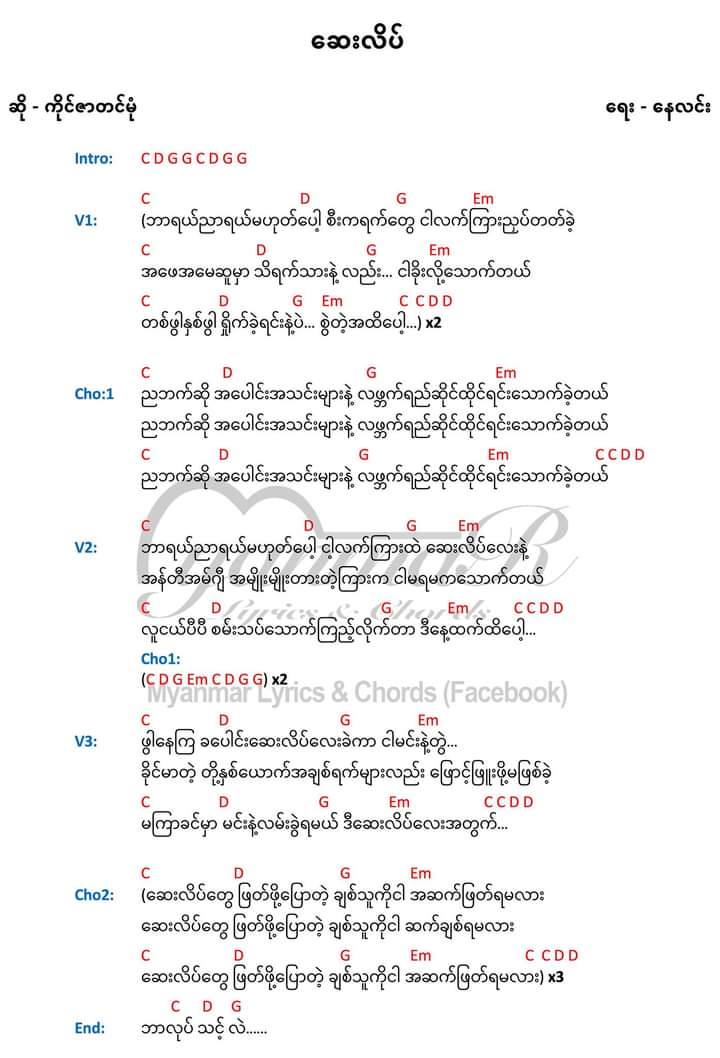 ဆေးလိပ်
ဆို - ကိုင်ဇာတင်မုံ
ရေး - နေလင်း
Intro: C D G G C D G G
C D G Em
V1: (ဘာရယ်ညာရယ်မဟုတ်ပေါ့ စီးကရက်တွေ ငါလက်ကြားညှပ်တတ်ခဲ့
C D G Em
အဖေအမေဆူမှာ သိရက်သားနဲ့ လည်း... ငါခိုးလို့သောက်တယ်
C D G Em C C D D
တစ်ဖွါနှစ်ဖွါ ရှိုက်ခဲ့ရင်းနဲ့ပဲ... စွဲတဲ့အထိပေါ့...) x2
C D G Em
Cho:1 ညဘက်ဆို အပေါင်းအသင်းများနဲ့ လဖ္ဘက်ရည်ဆိုင်ထိုင်ရင်းသောက်ခဲ့တယ်
ညဘက်ဆို အပေါင်းအသင်းများနဲ့ လဖ္ဘက်ရည်ဆိုင်ထိုင်ရင်းသောက်ခဲ့တယ်
C D G Em C C D D
ညဘက်ဆို အပေါင်းအသင်းများနဲ့ လဖ္ဘက်ရည်ဆိုင်ထိုင်ရင်းသောက်ခဲ့တယ်
C D G Em
V2: ဘာရယ်ညာရယ်မဟုတ်ပေါ့ ငါ့လက်ကြားထဲ ဆေးလိပ်လေးနဲ့
အန်တီအမ်ဂျီ အမျိုးမျိုးတားတဲ့ကြားက ငါမရမကသောက်တယ်
C D G Em C C D D
လူငယ်ပီပီ စမ်းသပ်သောက်ကြည့်လိုက်တာ ဒီနေ့ထက်ထိပေါ့...
Cho1:
(C D G Em C D G G) x2
MyanmaR
Lyrics & Chords
Myanmar Lyrics & Chords (Facebook)
C D G Em
V3: ဖွါနေကြ ခပေါင်းဆေးလိပ်လေးခဲကာ ငါမင်းနဲ့တွဲ...
ခိုင်မာတဲ့ တို့နှစ်ယောက်အချစ်ရက်များလည်း ဖြောင့်ဖြူးဖို့မဖြစ်ခဲ့
C D G Em C C D D
မကြာခင်မှာ မင်းနဲ့လမ်းခွဲရမယ် ဒီဆေးလိပ်လေးအတွက်...
C D G Em
Cho2: (ဆေးလိပ်တွေ ဖြတ်ဖို့ပြောတဲ့ ချစ်သူကိုငါ အဆက်ဖြတ်ရမလား
ဆေးလိပ်တွေ ဖြတ်ဖို့ပြောတဲ့ ချစ်သူကိုငါ ဆက်ချစ်ရမလား
C D G Em C C D D
ဆေးလိပ်တွေ ဖြတ်ဖို့ပြောတဲ့ ချစ်သူကိုငါ အဆက်ဖြတ်ရမလား) x3
C D G
End: ဘာလုပ် သင့် လဲ......